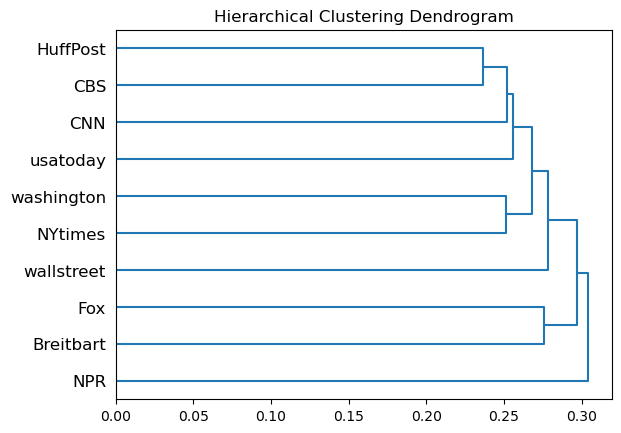 Hierarchical Clustering Dendrogram
HuffPost
CBS
CNN
usatoday
washington
NYtimes
wallstreet
Fox
Breitbart
NPR
0.00 0.05 0.10 0.15 0.20 0.25 0.30